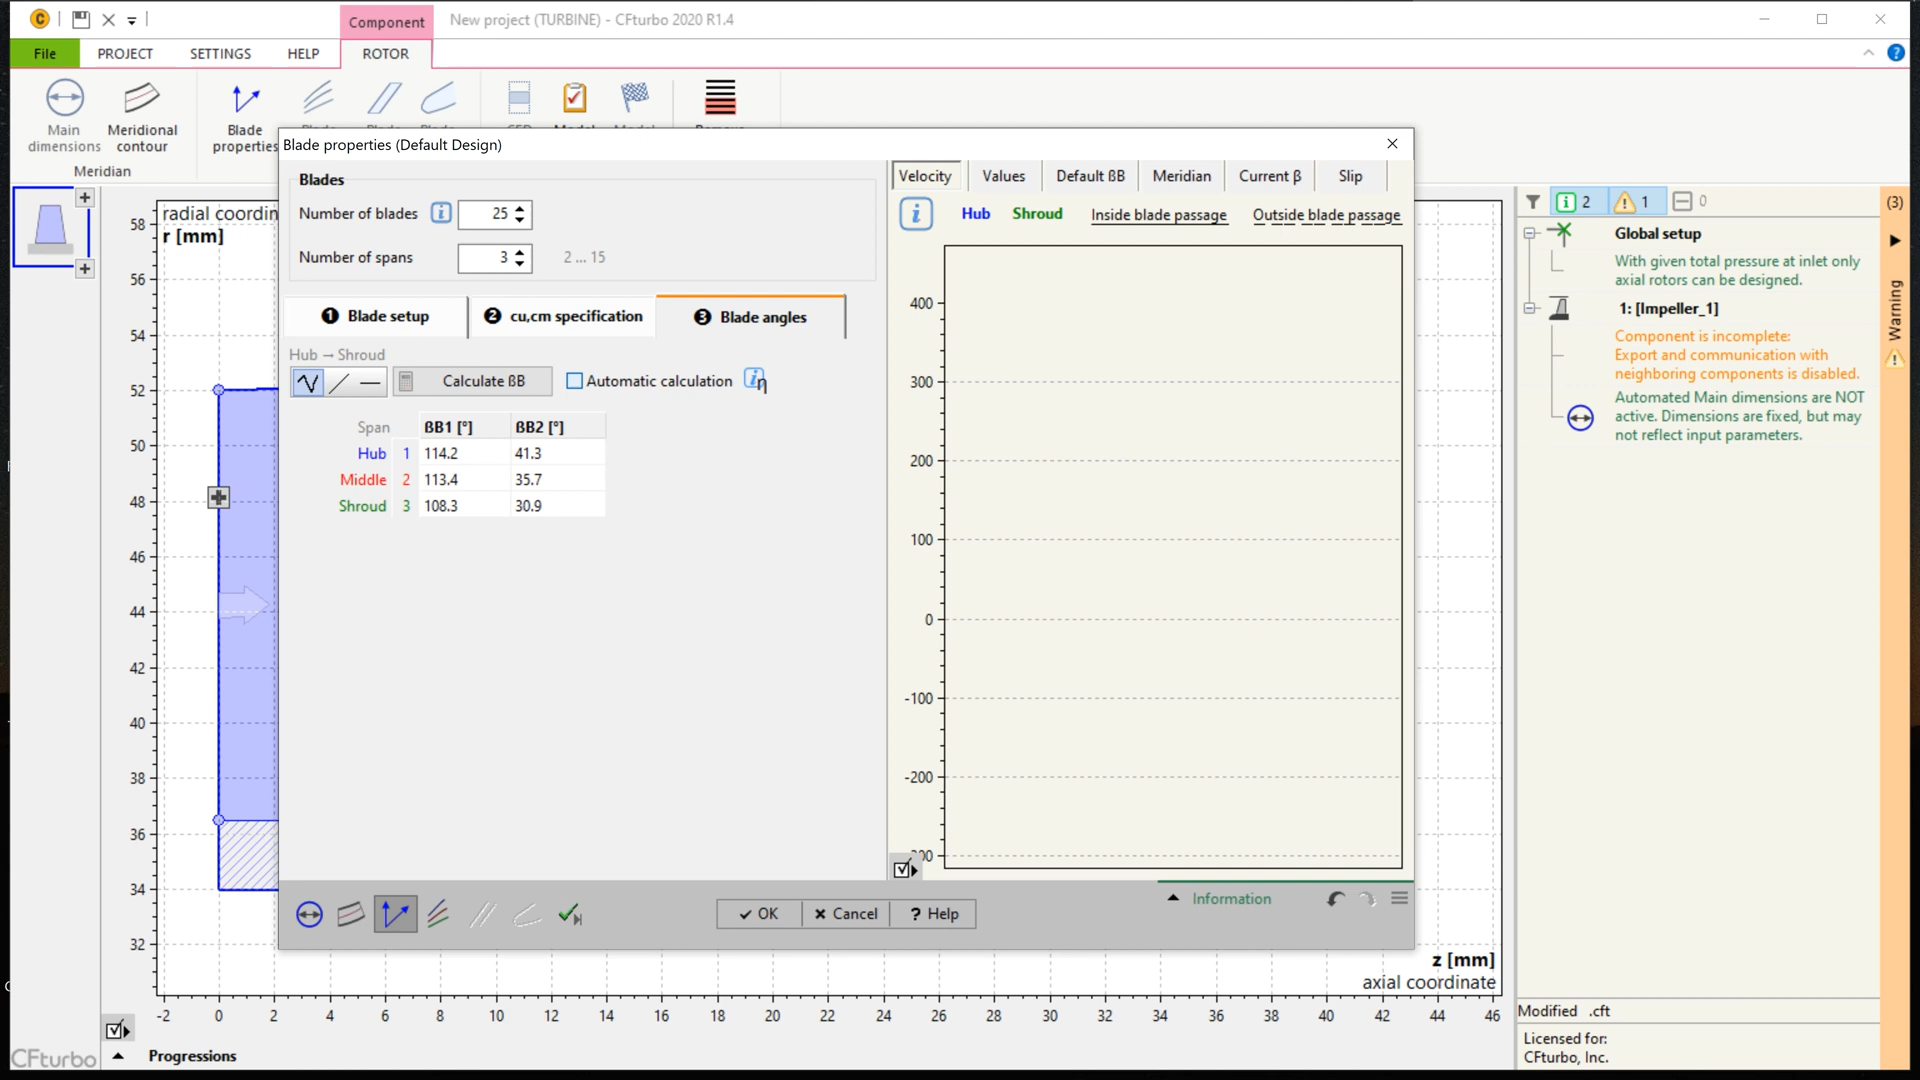 Component
New project (TURBINE) - CFturbo 2020 R1.4
File
PROJECT
SETTINGS
HELP
ROTOR
Main
dimensions
Meridional
contour
Blade
properties
Meridian
Blade properties (Default Design)
Blades
Number of blades
25
Number of spans
3
2 ... 15
1 Blade setup
2 cu,cm specification
3 Blade angles
Hub → Shroud
Calculate ßB
Automatic calculation
Span ßB1 [°] ßB2 [°]
Hub 1 114.2 41.3
Middle 2 113.4 35.7
Shroud 3 108.3 30.9
OK
Cancel
? Help
Velocity
Values
Default ßB
Meridian
Current β
Slip
Hub
Shroud
Inside blade passage
Outside blade passage
400
300
200
100
0
-100
-200
Information
radial coordin
r [mm]
58
56
54
52
50
48
46
44
42
40
38
36
34
32
z [mm]
axial coordinate
-2 0 2 4 6 8 10 12 14 16 18 20 22 24 26 28 30 32 34 36 38 40 42 44 46
CFturbo
Progressions
2
1
0
(3)
Warning
Global setup
With given total pressure at inlet only
axial rotors can be designed.
1: [Impeller_1]
Component is incomplete:
Export and communication with
neighboring components is disabled.
Automated Main dimensions are NOT
active. Dimensions are fixed, but may
not reflect input parameters.
Modified .cft
Licensed for:
CFturbo, Inc.